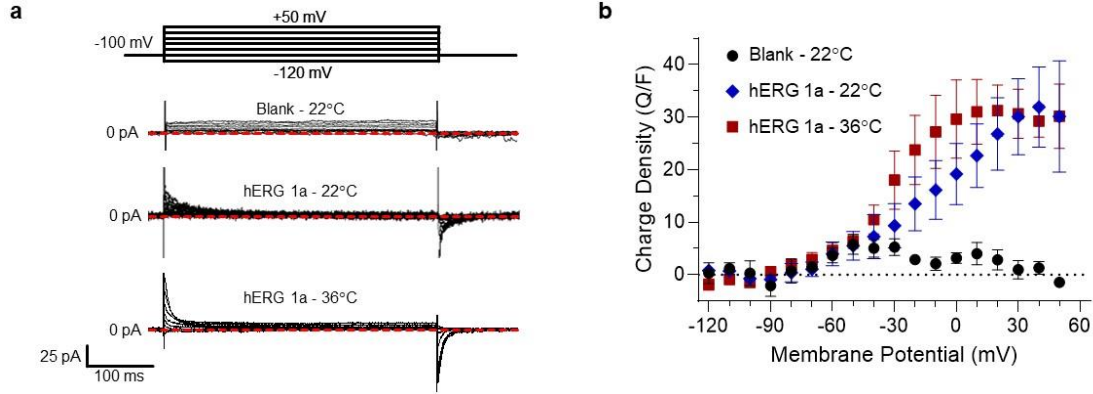 a
+50 mV
-100 mV
-120 mV
Blank - 22°C
0 pA
hERG 1a - 22°C
0 pA
hERG 1a - 36°C
0 pA
25 pA
100 ms
b
Blank - 22°C
hERG 1a - 22°C
hERG 1a - 36°C
Charge Density (Q/F)
40
30
20
10
0
-120 -90 -60 -30 0 30 60
Membrane Potential (mV)